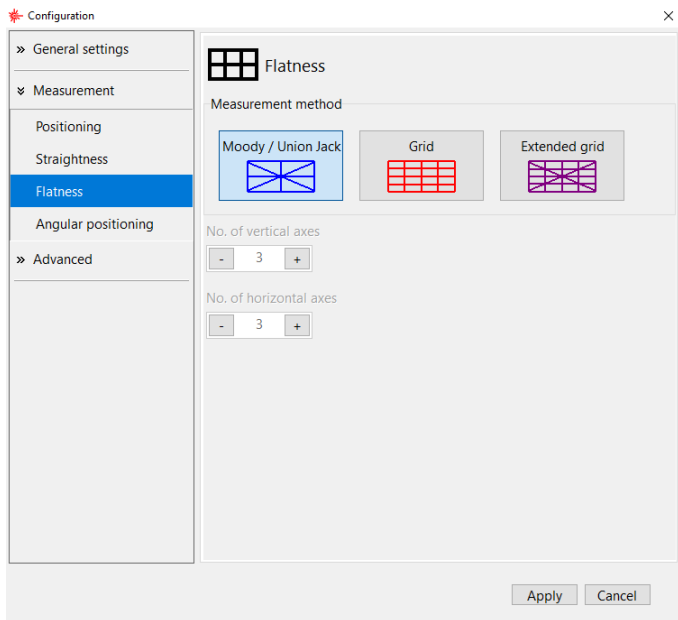 Configuration
» General settings
Measurement
Positioning
Straightness
Flatness
Angular positioning
» Advanced
Flatness
Measurement method
Moody / Union Jack
Grid
Extended grid
No. of vertical axes
- 3 +
No. of horizontal axes
- 3 +
Apply
Cancel